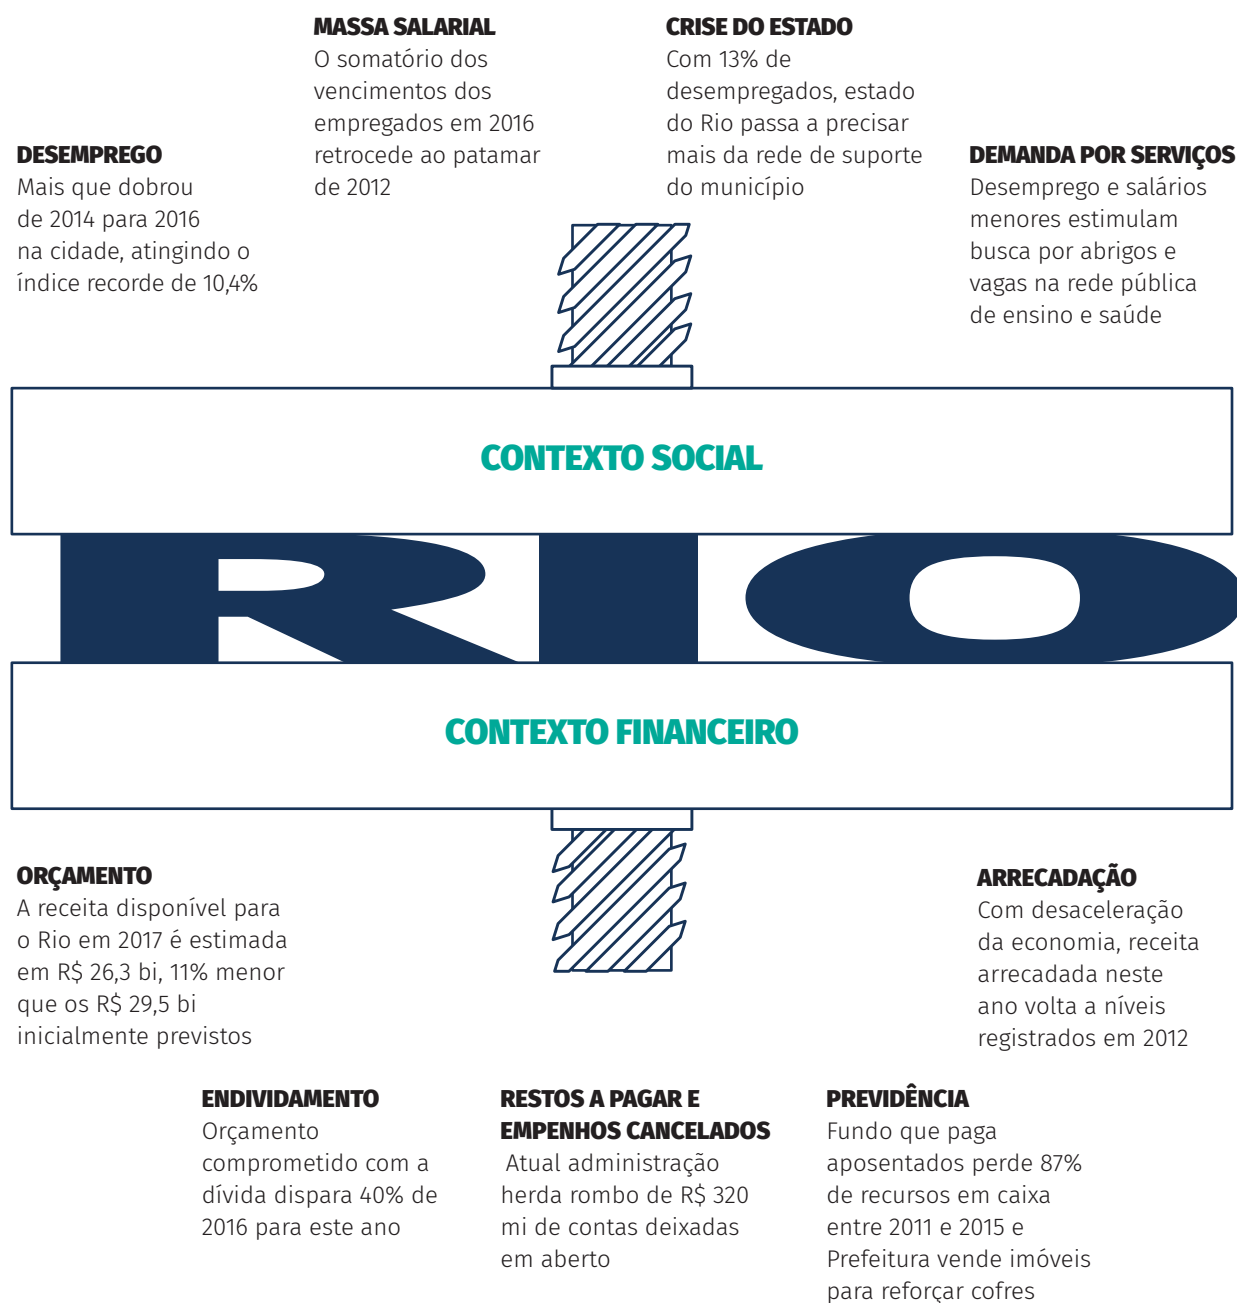 MASSA SALARIAL
O somatório dos
vencimentos dos
empregados em 2016
retrocede ao patamar
de 2012
CRISE DO ESTADO
Com 13% de
desempregados, estado
do Rio passa a precisar
mais da rede de suporte
do município
DESEMPREGO
Mais que dobrou
de 2014 para 2016
na cidade, atingindo o
índice recorde de 10,4%
DEMANDA POR SERVIÇOS
Desemprego e salários
menores estimulam
busca por abrigos e
vagas na rede pública
de ensino e saúde
CONTEXTO SOCIAL
RIO
CONTEXTO FINANCEIRO
ORÇAMENTO
A receita disponível para
o Rio em 2017 é estimada
em R$ 26,3 bi, 11% menor
que os R$ 29,5 bi
inicialmente previstos
ARRECADAÇÃO
Com desaceleração
da economia, receita
arrecadada neste
ano volta a níveis
registrados em 2012
ENDIVIDAMENTO
Orçamento
comprometido com a
dívida dispara 40% de
2016 para este ano
RESTOS A PAGAR E
EMPENHOS CANCELADOS
Atual administração
herda rombo de R$ 320
mi de contas deixadas
em aberto
PREVIDÊNCIA
Fundo que paga
aposentados perde 87%
de recursos em caixa
entre 2011 e 2015 e
Prefeitura vende imóveis
para reforçar cofres